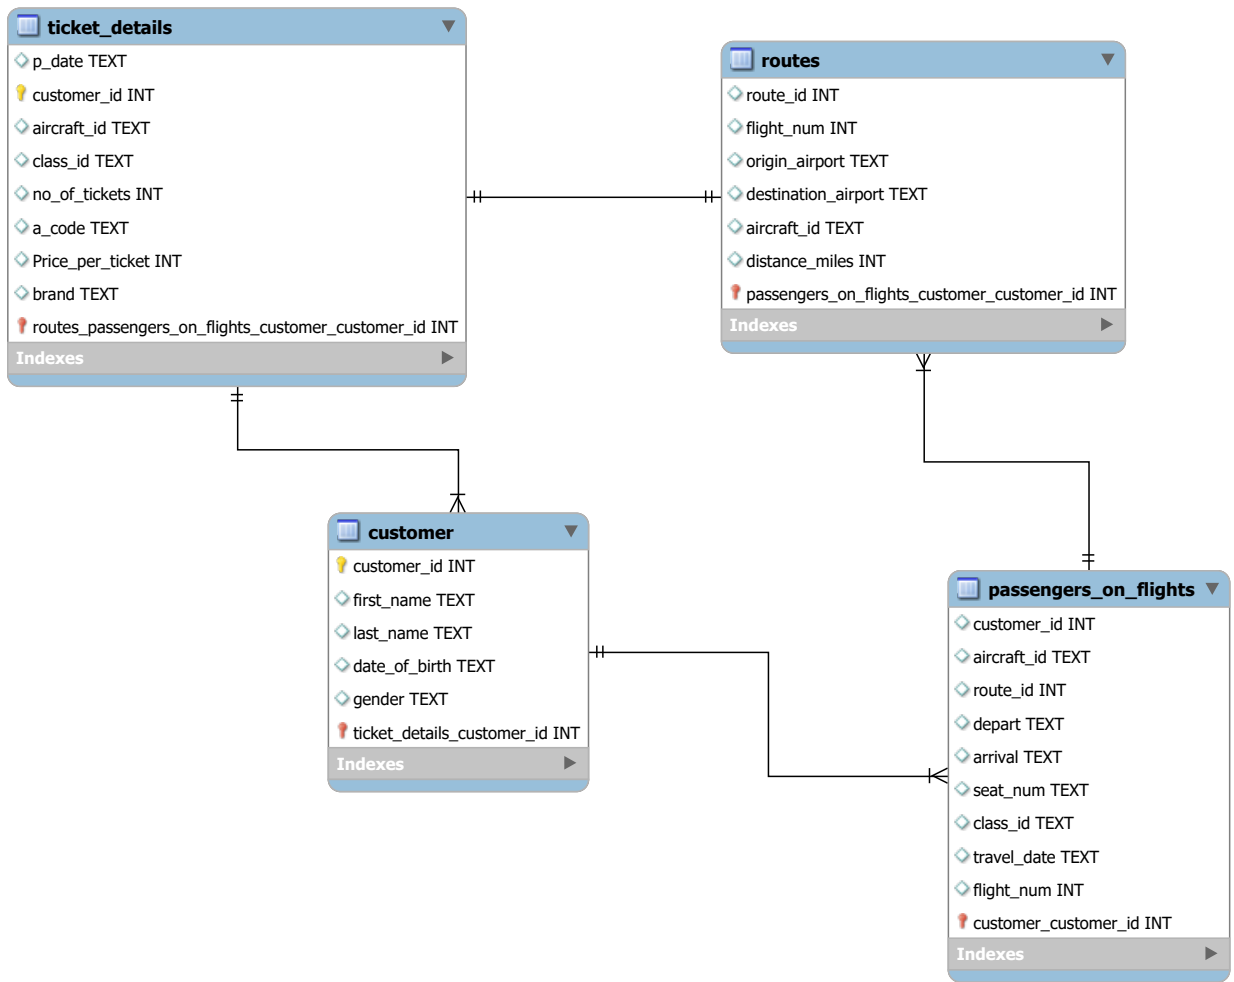 ticket_details
p_date TEXT
customer_id INT
aircraft_id TEXT
class_id TEXT
no_of_tickets INT
a_code TEXT
Price_per_ticket INT
brand TEXT
routes_passengers_on_flights_customer_customer_id INT
Indexes
routes
route_id INT
flight_num INT
origin_airport TEXT
destination_airport TEXT
aircraft_id TEXT
distance_miles INT
passengers_on_flights_customer_customer_id INT
Indexes
customer
customer_id INT
first_name TEXT
last_name TEXT
date_of_birth TEXT
gender TEXT
ticket_details_customer_id INT
Indexes
passengers_on_flights
customer_id INT
aircraft_id TEXT
route_id INT
depart TEXT
arrival TEXT
seat_num TEXT
class_id TEXT
travel_date TEXT
flight_num INT
customer_customer_id INT
Indexes